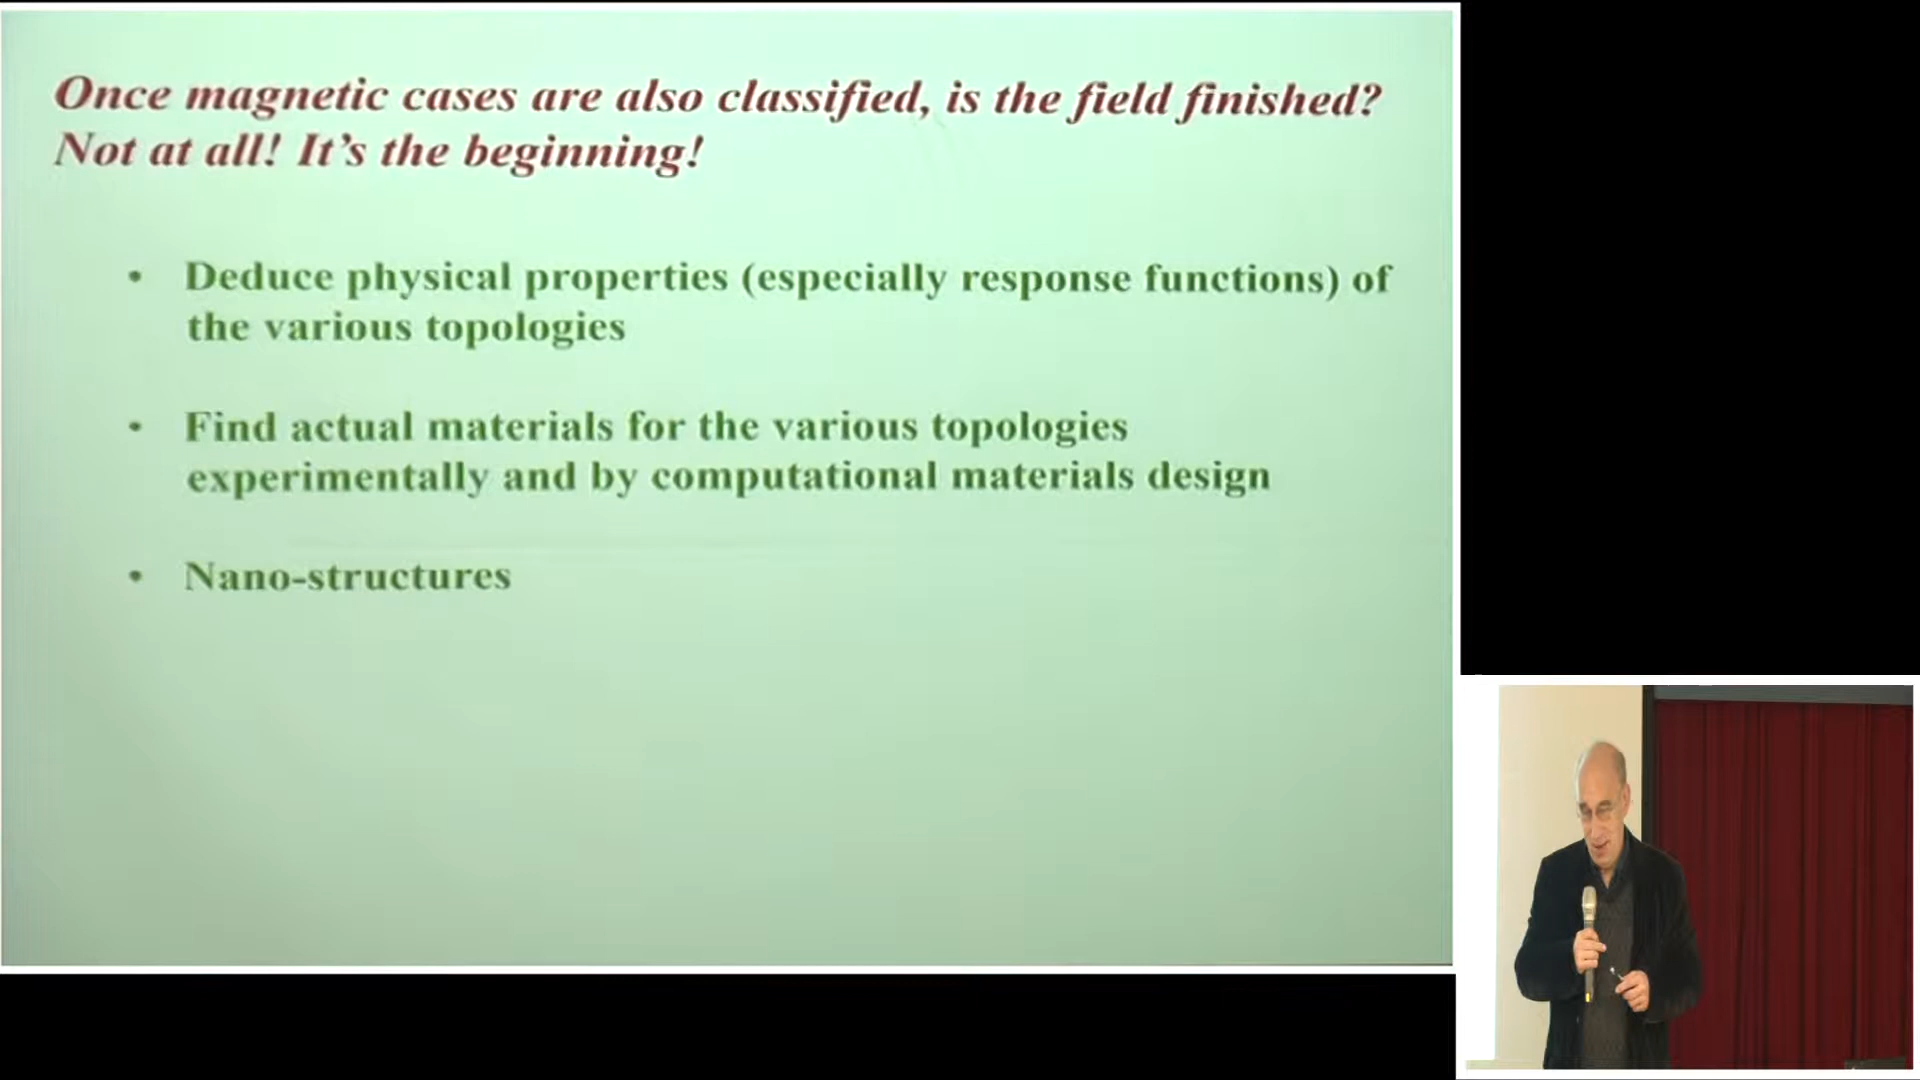 Once magnetic cases are also classified, is the field finished?
Not at all! It’s the beginning!
• Deduce physical properties (especially response functions) of
the various topologies
• Find actual materials for the various topologies
experimentally and by computational materials design
• Nano-structures